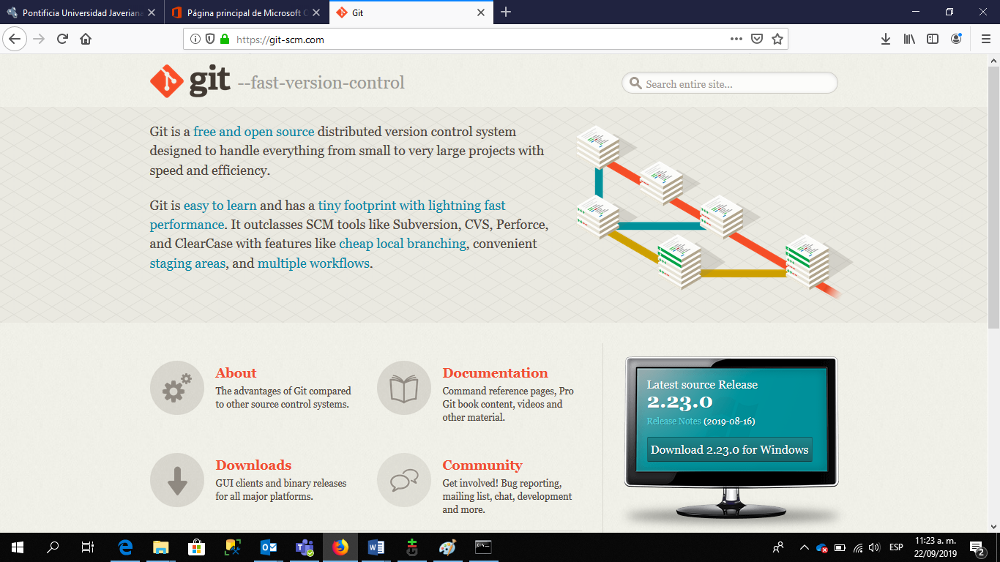 Pontificia Universidad Javeriana
Página principal de Microsoft O
Git
https://git-scm.com
git --fast-version-control
Search entire site...
Git is a free and open source distributed version control system
designed to handle everything from small to very large projects with
speed and efficiency.
Git is easy to learn and has a tiny footprint with lightning fast
performance. It outclasses SCM tools like Subversion, CVS, Perforce,
and ClearCase with features like cheap local branching, convenient
staging areas, and multiple workflows.
About
The advantages of Git compared
to other source control systems.
Documentation
Command reference pages, Pro
Git book content, videos and
other material.
Downloads
GUI clients and binary releases
for all major platforms.
Community
Get involved! Bug reporting,
mailing list, chat, development
and more.
Latest source Release
2.23.0
Release Notes (2019-08-16)
Download 2.23.0 for Windows
ESP
11:23 a. m.
22/09/2019
2